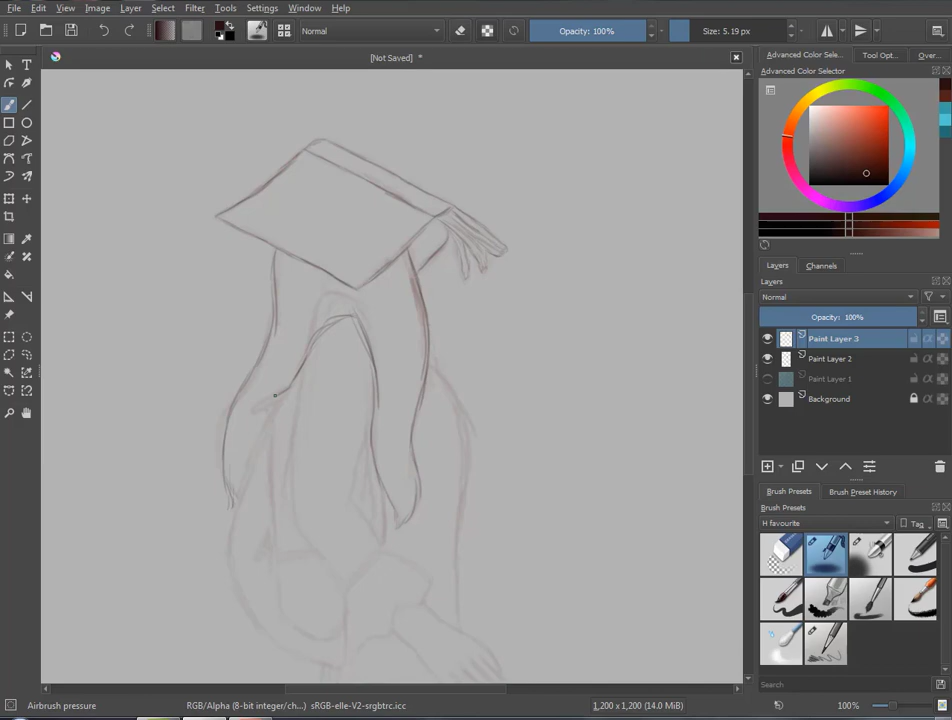 File Edit View Image Layer Select Filter Tools Settings Window Help
Normal
Opacity: 100%
Size: 5.19 px
[Not Saved] *
Advanced Color Sele...
Tool Opt...
Over...
Advanced Color Selector
Layers
Channels
Layers
Normal
Opacity: 100%
Paint Layer 3
Paint Layer 2
Paint Layer 1
Background
Brush Presets
Brush Preset History
Brush Presets
H favourite
Tag
Search
Airbrush pressure
RGB/Alpha (8-bit integer/ch...) sRGB-elle-V2-srgbtrc.icc
1,200 x 1,200 (14.0 MiB)
100%